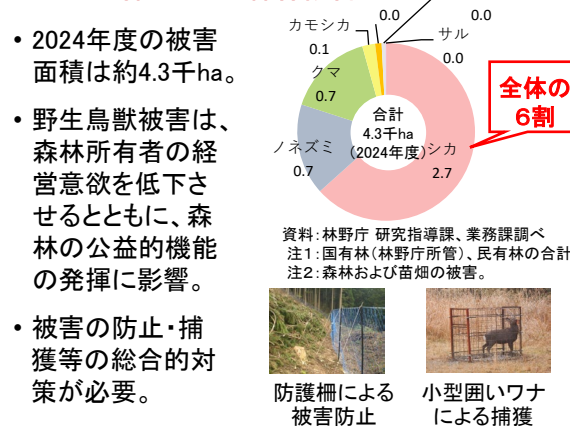 • 2024年度の被害
面積は約4.3千ha。
• 野生鳥獣被害は、
森林所有者の経
営意欲を低下さ
せるとともに、森
林の公益的機能
の発揮に影響。
• 被害の防止・捕
獲等の総合的対
策が必要。
0.0
0.0
カモシカ
0.1
サル
0.0
クマ
0.7
ノネズミ
0.7
合計
4.3千ha
(2024年度)
シカ
2.7
全体の
6割
資料:林野庁 研究指導課、業務課調べ
注1:国有林(林野庁所管)、民有林の合計
注2:森林および苗畑の被害。
防護柵による
被害防止
小型囲いワナ
による捕獲